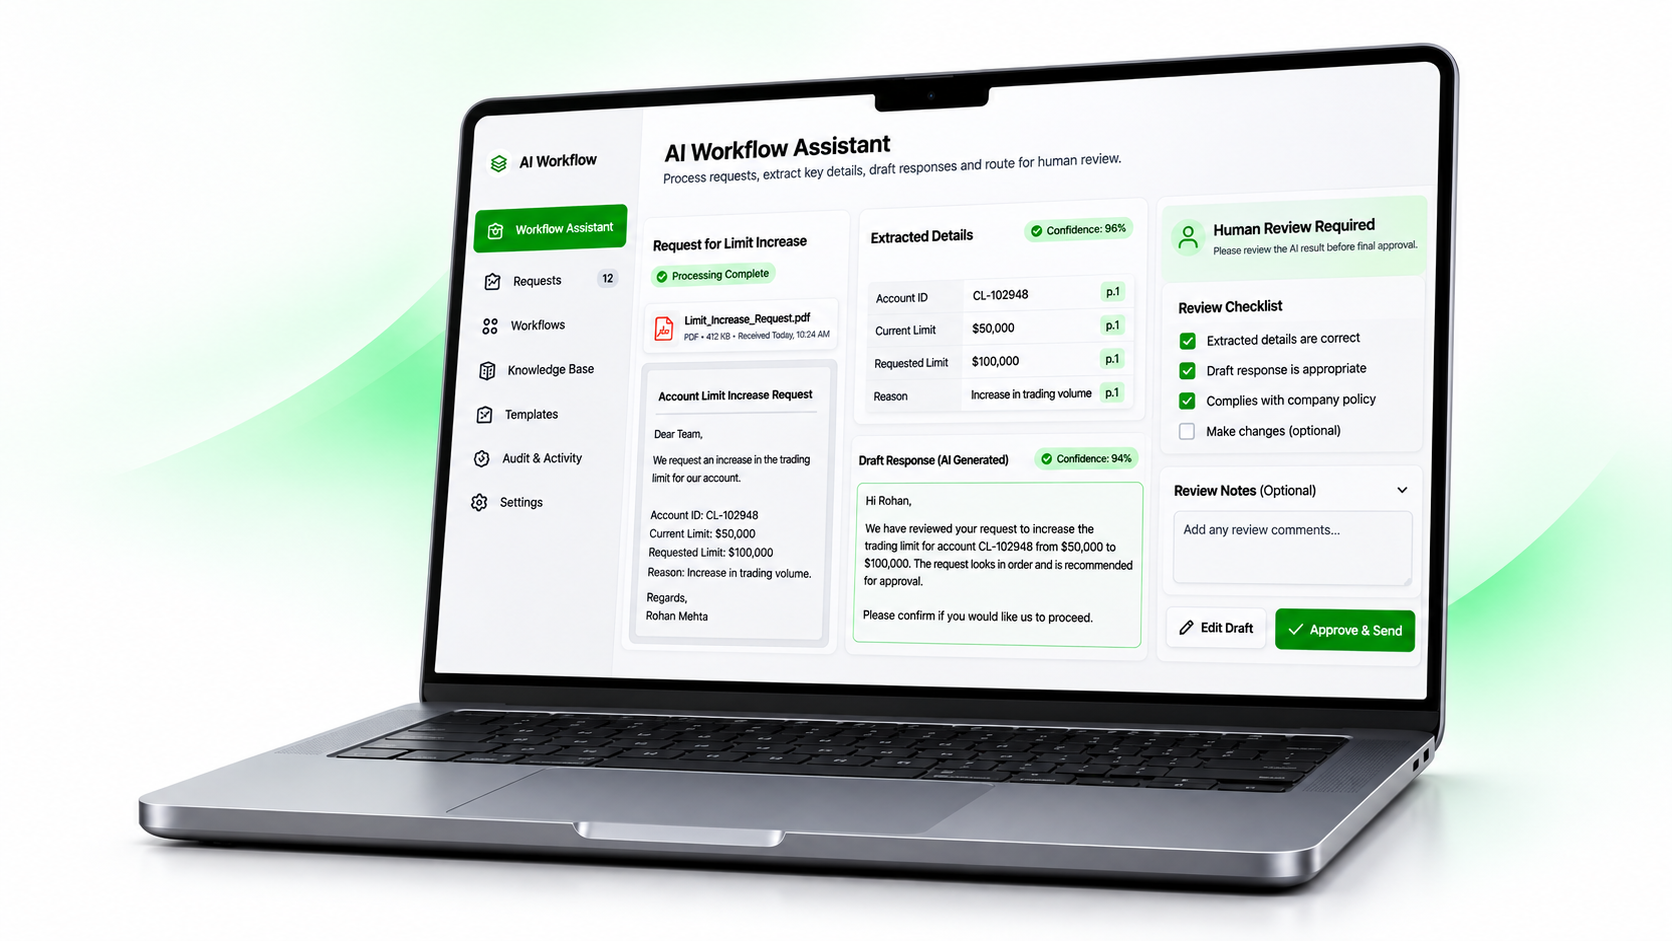 AI Workflow
Workflow Assistant
Requests 12
Workflows
Knowledge Base
Templates
Audit & Activity
Settings
AI Workflow Assistant
Process requests, extract key details, draft responses and route for human review.
Request for Limit Increase
Processing Complete
Limit_Increase_Request.pdf
PDF • 412 KB • Received Today, 10:24 AM
Account Limit Increase Request
Dear Team,
We request an increase in the trading
limit for our account.
Account ID: CL-102948
Current Limit: $50,000
Requested Limit: $100,000
Reason: Increase in trading volume.
Regards,
Rohan Mehta
Extracted Details
Confidence: 96%
Account ID CL-102948 p.1
Current Limit $50,000 p.1
Requested Limit $100,000 p.1
Reason Increase in trading volume p.1
Draft Response (AI Generated)
Confidence: 94%
Hi Rohan,
We have reviewed your request to increase the
trading limit for account CL-102948 from $50,000 to
$100,000. The request looks in order and is recommended
for approval.
Please confirm if you would like us to proceed.
Human Review Required
Please review the AI result before final approval.
Review Checklist
Extracted details are correct
Draft response is appropriate
Complies with company policy
Make changes (optional)
Review Notes (Optional)
Add any review comments...
Edit Draft
Approve & Send